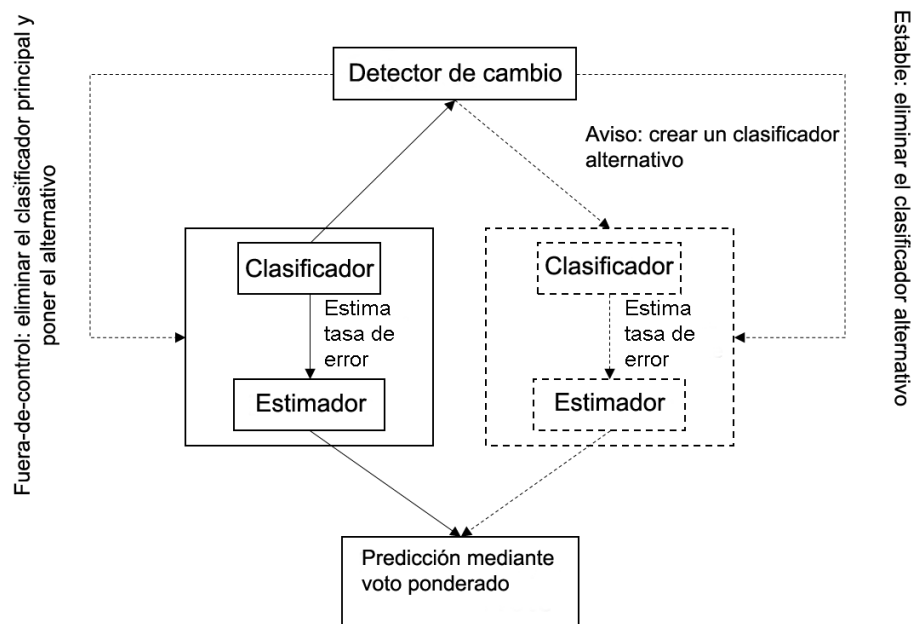 Fuera-de-control: eliminar el clasificador principal y
poner el alternativo
Detector de cambio
Aviso: crear un clasificador
alternativo
Estable: eliminar el clasificador alternativo
Clasificador
Estima
tasa de
error
Estimador
Clasificador
Estima
tasa de
error
Estimador
Predicción mediante
voto ponderado